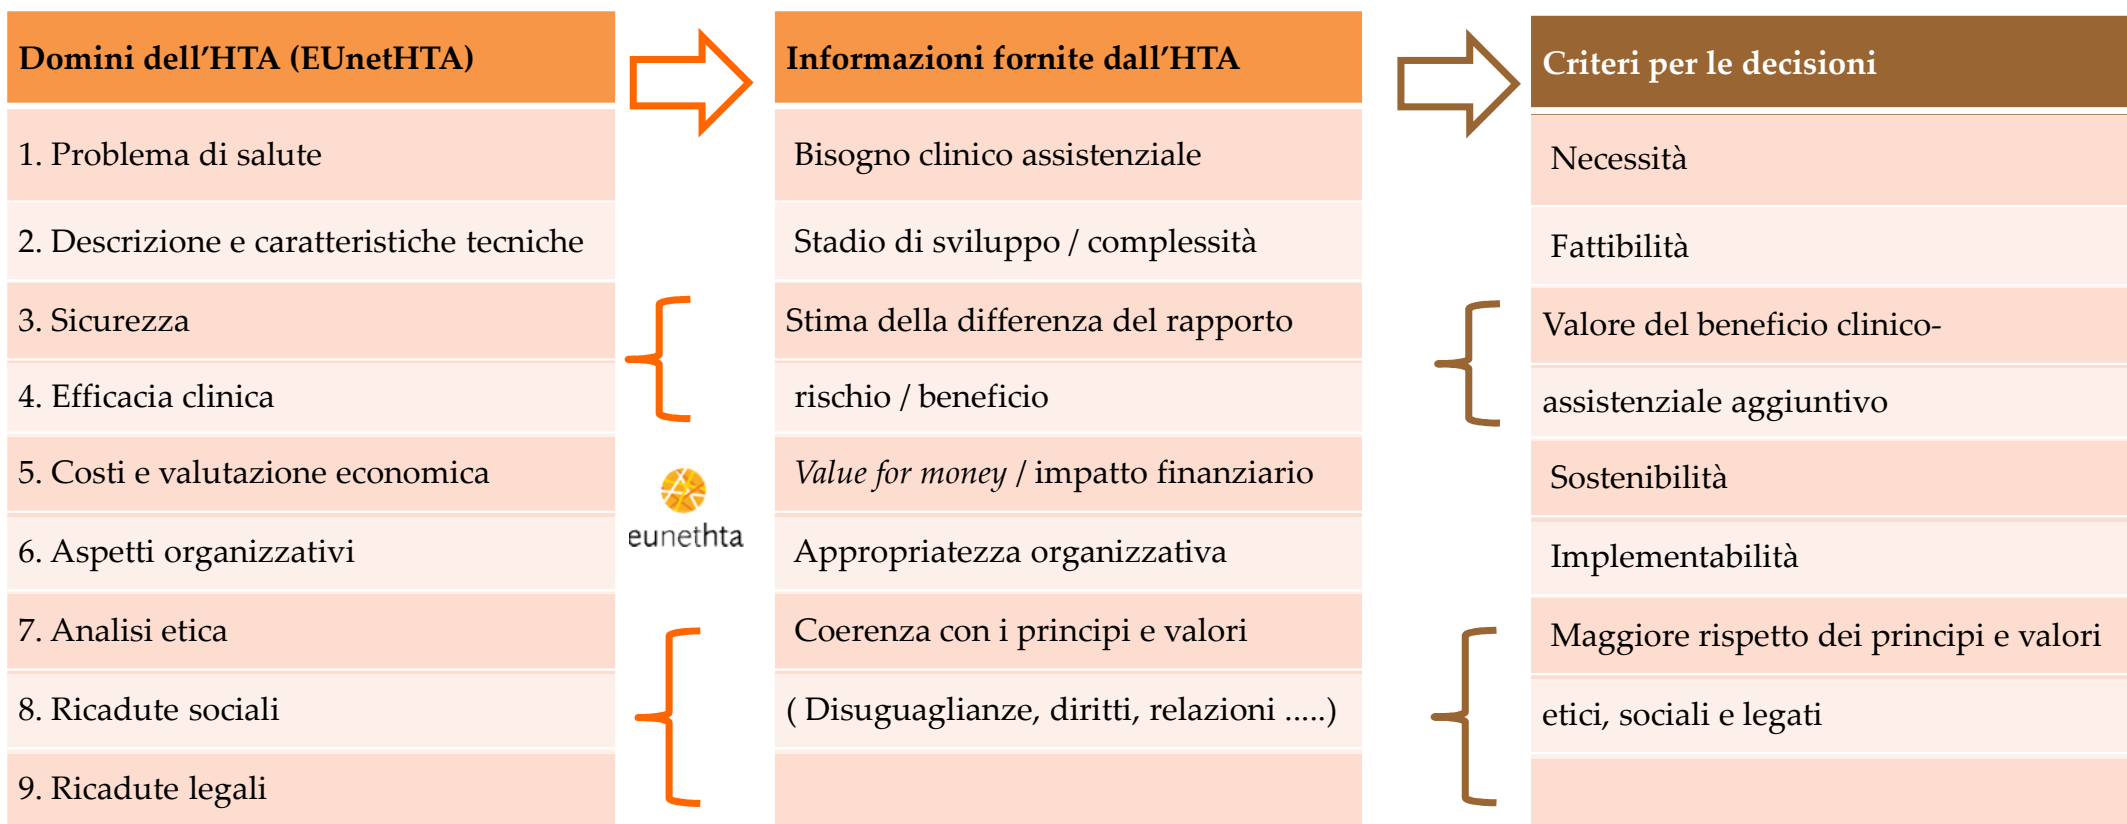 Domini dell'HTA (EUnetHTA)
1. Problema di salute
2. Descrizione e caratteristiche tecniche
3. Sicurezza
4. Efficacia clinica
5. Costi e valutazione economica
6. Aspetti organizzativi
7. Analisi etica
8. Ricadute sociali
9. Ricadute legali
eunethta
Informazioni fornite dall'HTA
Bisogno clinico assistenziale
Stadio di sviluppo / complessità
Stima della differenza del rapporto
rischio / beneficio
Value for money / impatto finanziario
Appropriatezza organizzativa
Coerenza con i principi e valori
( Disuguaglianze, diritti, relazioni .....)
Criteri per le decisioni
Necessità
Fattibilità
Valore del beneficio clinico-
assistenziale aggiuntivo
Sostenibilità
Implementabilità
Maggiore rispetto dei principi e valori
etici, sociali e legati